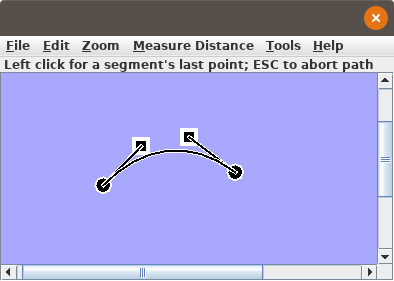 File Edit Zoom Measure Distance Tools Help
Left click for a segment's last point; ESC to abort path